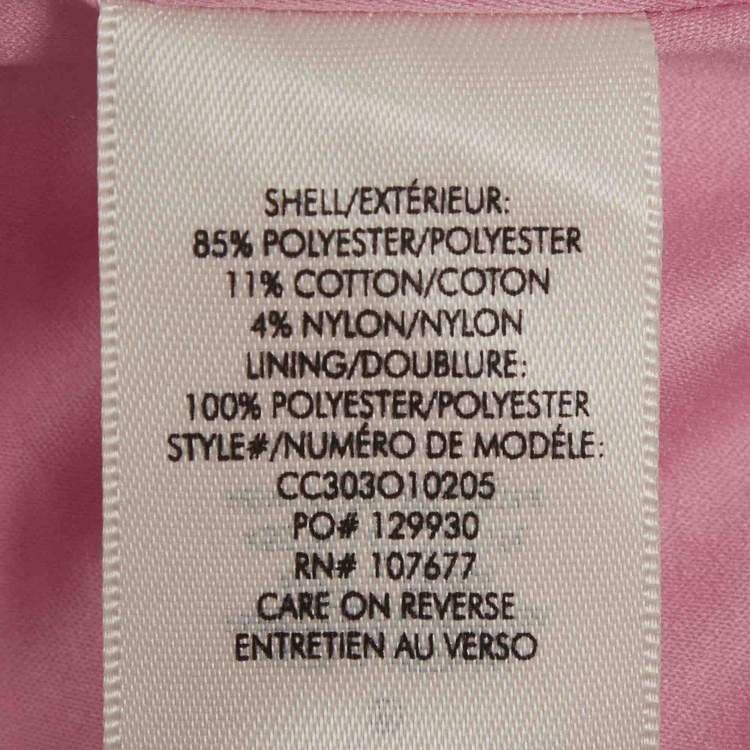 SHELL/EXTÉRIEUR:
85% POLYESTER/POLYESTER
11% COTTON/COTON
4% NYLON/NYLON
LINING/DOUBLURE:
100% POLYESTER/POLYESTER
STYLE#/NUMÉRO DE MODÉLE:
CC303O10205
PO# 129930
RN# 107677
CARE ON REVERSE
ENTRETIEN AU VERSO